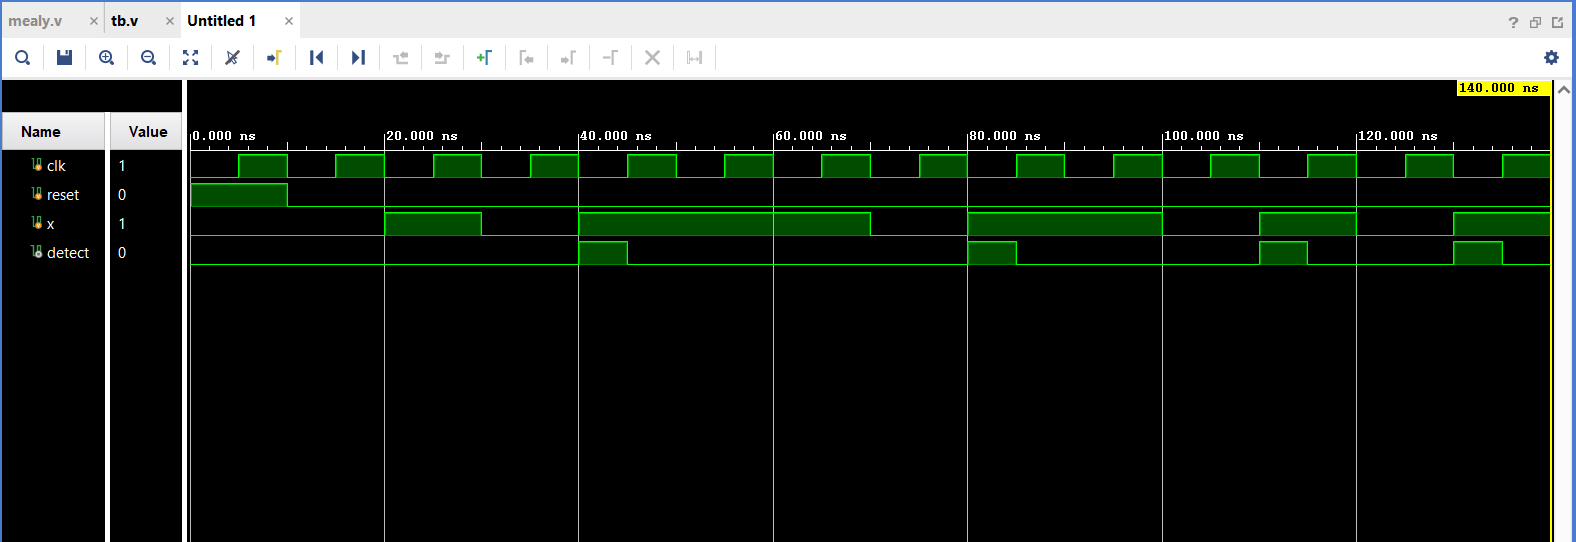 mealy.v × tb.v × Untitled 1 ×
?
140.000 ns
Name Value
0.000 ns 20.000 ns 40.000 ns 60.000 ns 80.000 ns 100.000 ns 120.000 ns
clk 1
reset 0
x 1
detect 0